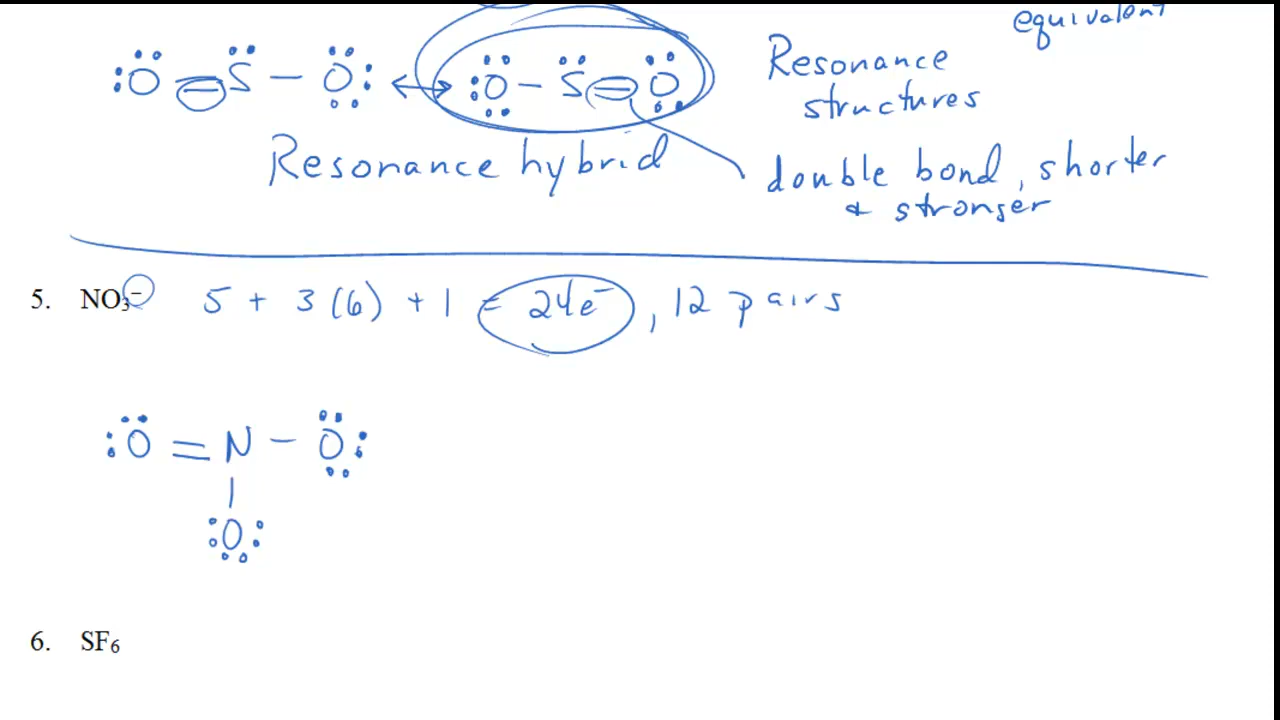 equivalent
:Ö = S̈ – Ö: ↔ :Ö – S̈ = Ö
Resonance
structures
Resonance hybrid
double bond, shorter
& stronger
5. NO₃⁻ 5 + 3(6) + 1 = 24e⁻, 12 pairs
:Ö = N – Ö:
|
:O:
6. SF₆